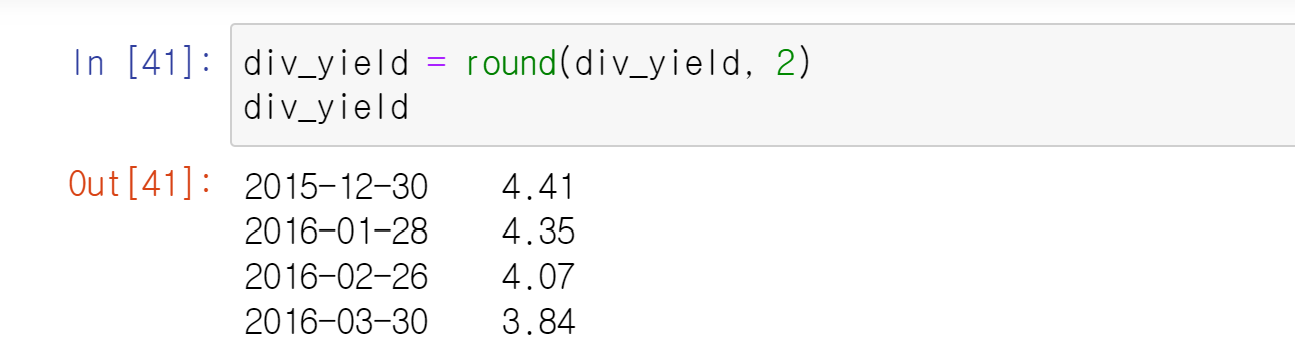 In [41]: div_yield = round(div_yield, 2)
div_yield
Out[41]: 2015-12-30 4.41
2016-01-28 4.35
2016-02-26 4.07
2016-03-30 3.84